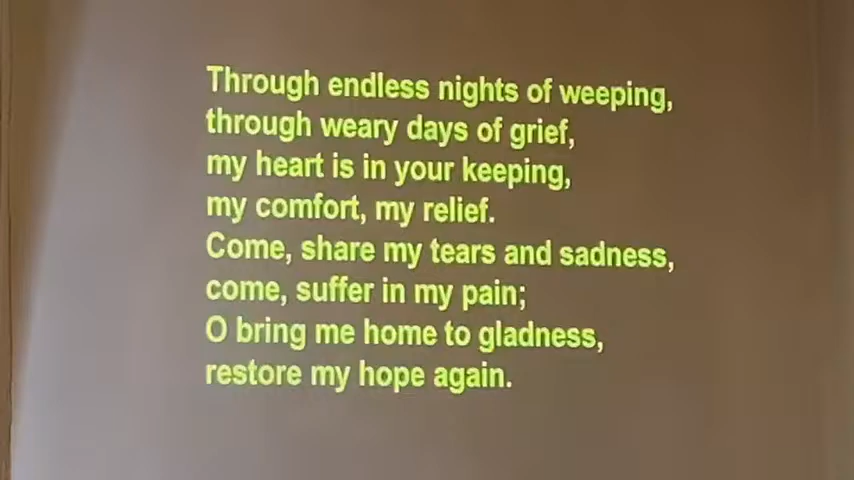 Through endless nights of weeping,
through weary days of grief,
my heart is in your keeping,
my comfort, my relief.
Come, share my tears and sadness,
come, suffer in my pain;
O bring me home to gladness,
restore my hope again.